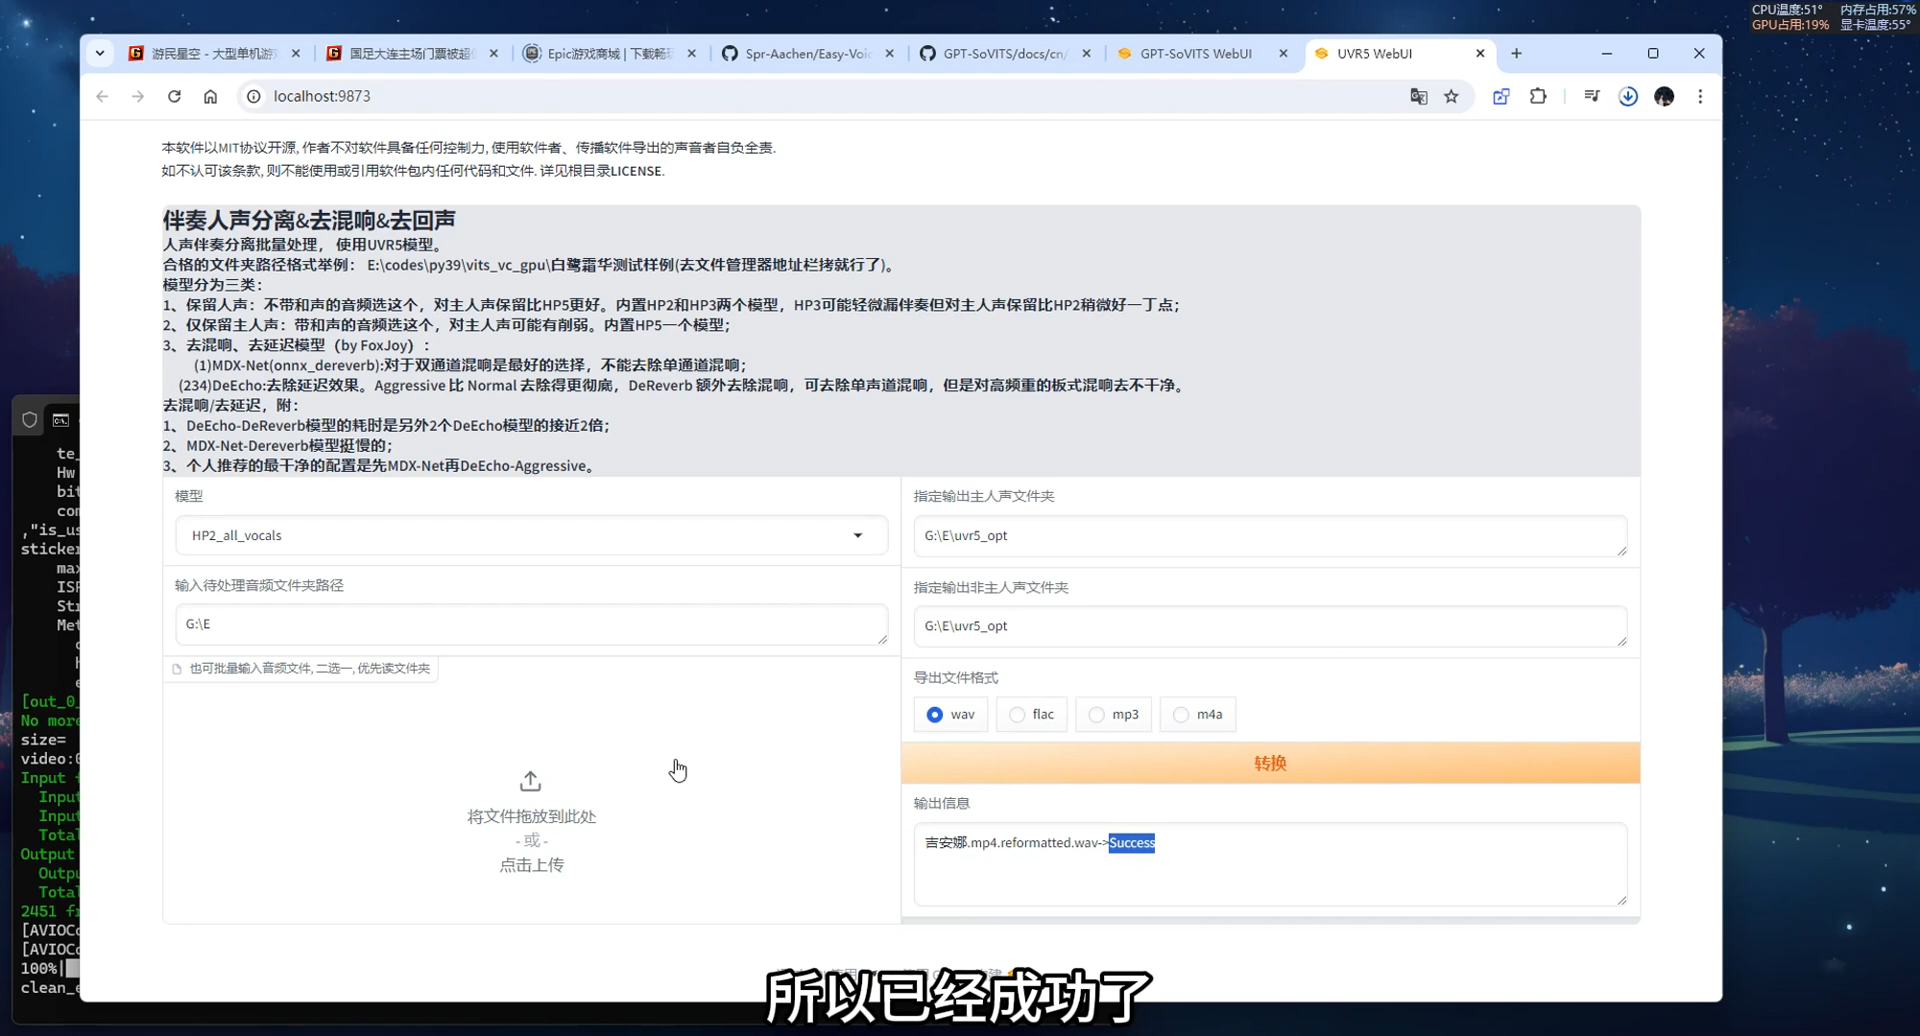 CPU温度:51° 内存占用:57%
GPU占用:19% 显卡温度:55°
游民星空 - 大型单机游
国足大连主场门票被超
Epic游戏商城 | 下载畅
Spr-Aachen/Easy-Voic
GPT-SoVITS/docs/cn/
GPT-SoVITS WebUI
UVR5 WebUI
localhost:9873
本软件以MIT协议开源, 作者不对软件具备任何控制力, 使用软件者、传播软件导出的声音者自负全责.
如不认可该条款, 则不能使用或引用软件包内任何代码和文件. 详见根目录LICENSE.
伴奏人声分离&去混响&去回声
人声伴奏分离批量处理， 使用UVR5模型。
合格的文件夹路径格式举例： E:\codes\py39\vits_vc_gpu\白鹭霜华测试样例(去文件管理器地址栏拷就行了)。
模型分为三类：
1、保留人声：不带和声的音频选这个，对主人声保留比HP5更好。内置HP2和HP3两个模型，HP3可能轻微漏伴奏但对主人声保留比HP2稍微好一丁点；
2、仅保留主人声：带和声的音频选这个，对主人声可能有削弱。内置HP5一个模型；
3、去混响、去延迟模型（by FoxJoy）：
(1)MDX-Net(onnx_dereverb):对于双通道混响是最好的选择，不能去除单通道混响；
(234)DeEcho:去除延迟效果。Aggressive 比 Normal 去除得更彻底，DeReverb 额外去除混响，可去除单声道混响，但是对高频重的板式混响去不干净。
去混响/去延迟，附：
1、DeEcho-DeReverb模型的耗时是另外2个DeEcho模型的接近2倍；
2、MDX-Net-Dereverb模型挺慢的；
3、个人推荐的最干净的配置是先MDX-Net再DeEcho-Aggressive。
模型
HP2_all_vocals
输入待处理音频文件夹路径
G:\E
也可批量输入音频文件, 二选一, 优先读文件夹
将文件拖放到此处
- 或 -
点击上传
指定输出主人声文件夹
G:\E\uvr5_opt
指定输出非主人声文件夹
G:\E\uvr5_opt
导出文件格式
wav flac mp3 m4a
转换
输出信息
吉安娜.mp4.reformatted.wav->Success
te_
Hw
bit
com
,"is_us
sticker
max
ISF
Str
Met
[out_0_
No more
size=
video:0
Input
Inpu
Inpu
Tota
Output
Outpu
Tota
2451 f
[AVIOCo
[AVIOCo
100%|
clean_e
所以已经成功了